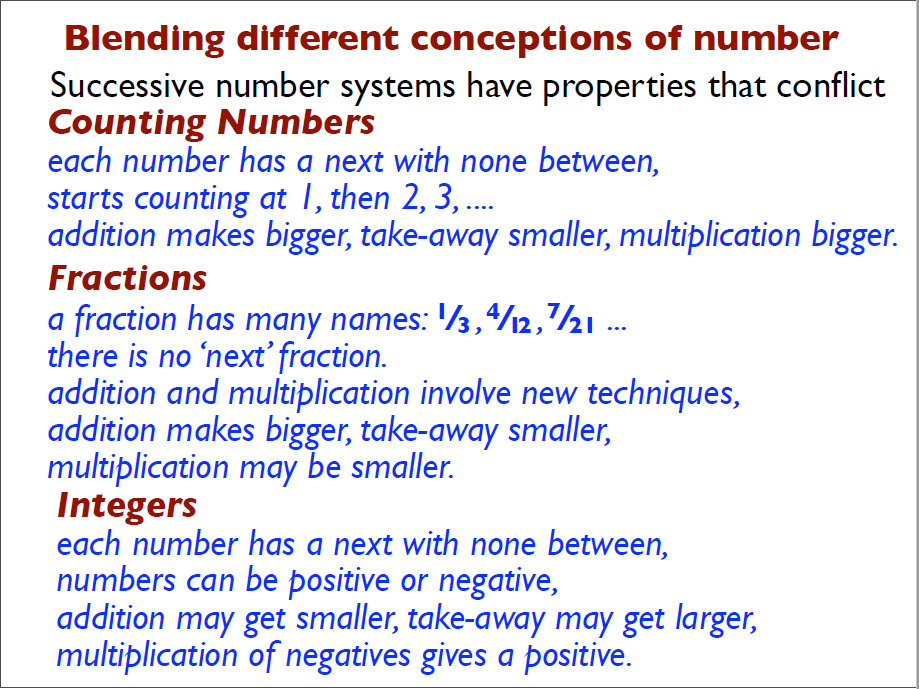 Blending different conceptions of number
Successive number systems have properties that conflict
Counting Numbers
each number has a next with none between,
starts counting at 1, then 2, 3, ....
addition makes bigger, take-away smaller, multiplication bigger.
Fractions
a fraction has many names: 1/3, 4/12, 7/21 ...
there is no ‘next’ fraction.
addition and multiplication involve new techniques,
addition makes bigger, take-away smaller,
multiplication may be smaller.
Integers
each number has a next with none between,
numbers can be positive or negative,
addition may get smaller, take-away may get larger,
multiplication of negatives gives a positive.